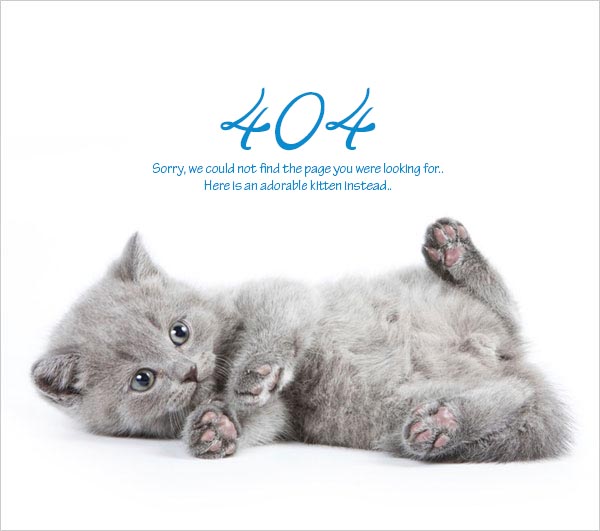 404
Sorry, we could not find the page you were looking for..
Here is an adorable kitten instead..